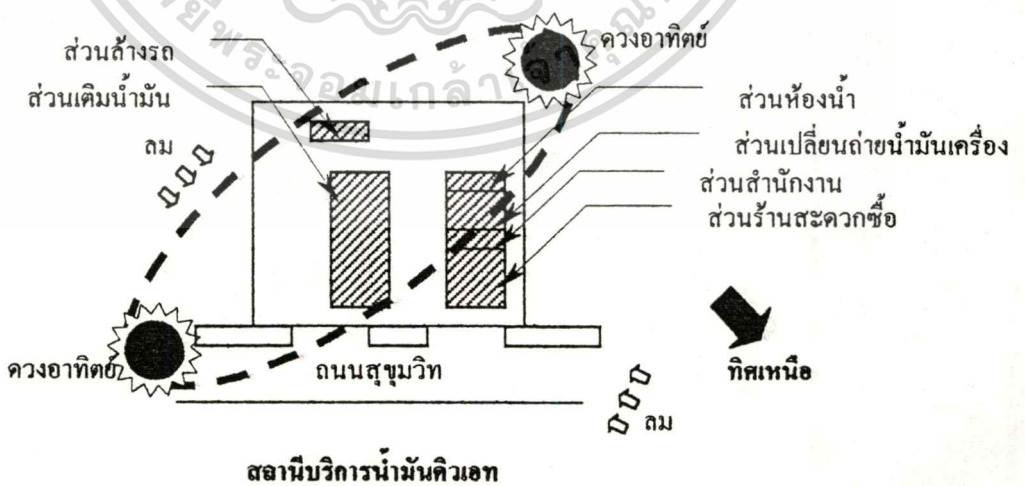 ดวงอาทิตย์
ส่วนล้างรถ
ส่วนเติมน้ำมัน
ลม
ส่วนห้องน้ำ
ส่วนเปลี่ยนถ่ายน้ำมันเครื่อง
ส่วนสำนักงาน
ส่วนร้านสะดวกซื้อ
ดวงอาทิตย์
ถนนสุขุมวิท
ทิศเหนือ
ลม
สถานีบริการน้ำมันคิวเอท